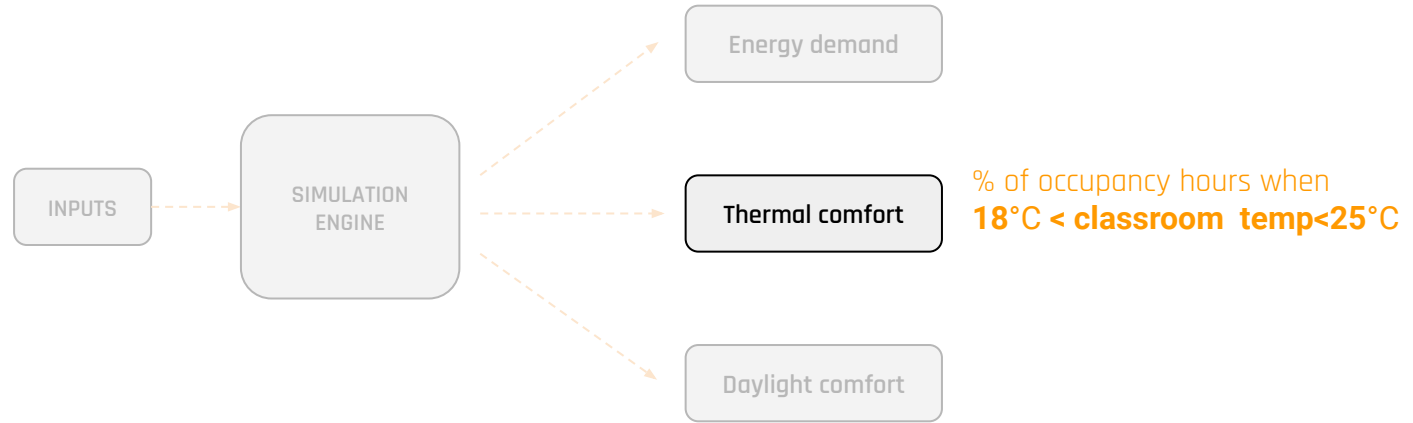 Energy demand
INPUTS
SIMULATION
ENGINE
Thermal comfort
% of occupancy hours when
18°C < classroom  temp<25°C
Daylight comfort